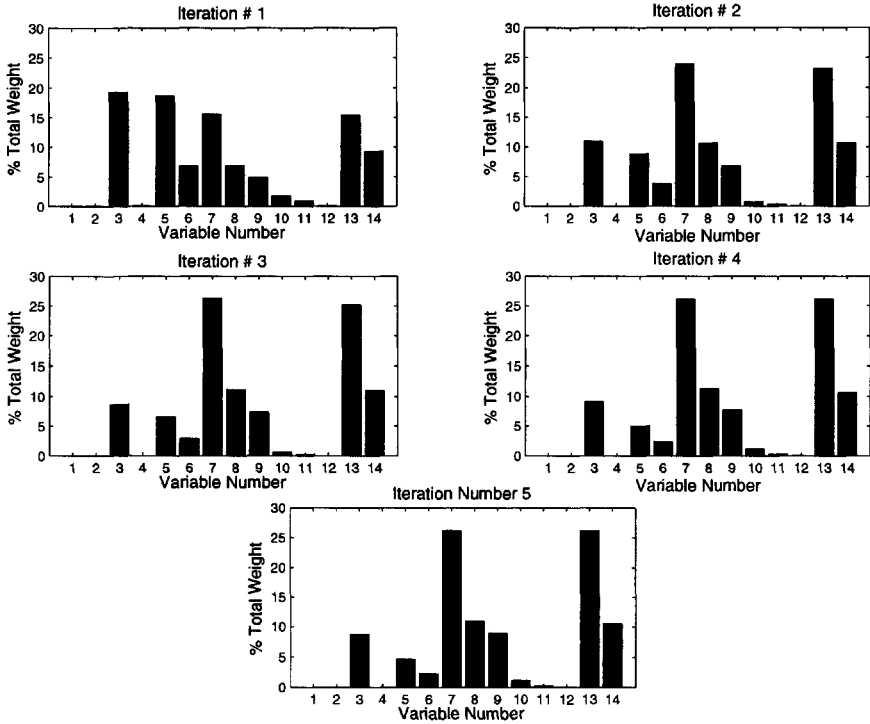 Iteration # 1
30
25
20
15
10
5
0
% Total Weight
1 2 3 4 5 6 7 8 9 10 11 12 13 14
Variable Number
Iteration # 2
30
25
20
15
10
5
0
% Total Weight
1 2 3 4 5 6 7 8 9 10 11 12 13 14
Variable Number
Iteration # 3
30
25
20
15
10
5
0
% Total Weight
1 2 3 4 5 6 7 8 9 10 11 12 13 14
Variable Number
Iteration # 4
30
25
20
15
10
5
0
% Total Weight
1 2 3 4 5 6 7 8 9 10 11 12 13 14
Variable Number
Iteration Number 5
30
25
20
15
10
5
0
% Total Weight
1 2 3 4 5 6 7 8 9 10 11 12 13 14
Variable Number